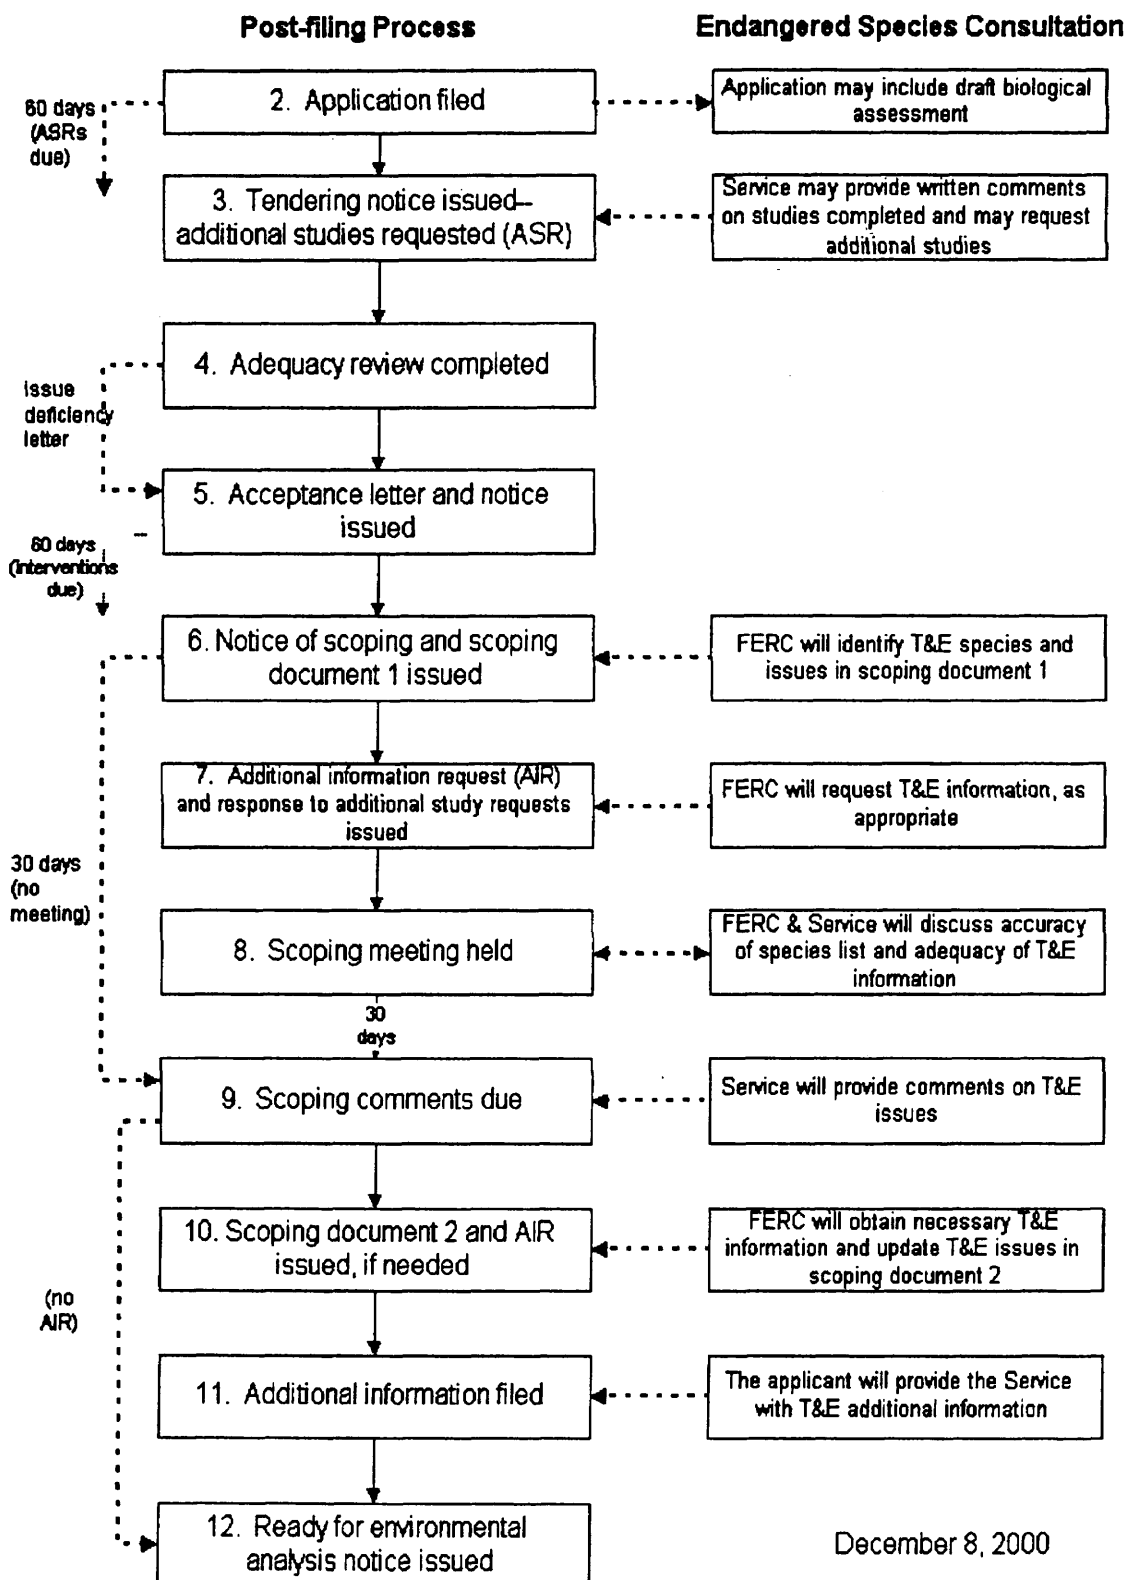 Post-filing Process
Endangered Species Consultation
2. Application filed
Application may include draft biological
assessment
60 days
(ASRs
due)
3. Tendering notice issued--
additional studies requested (ASR)
Service may provide written comments
on studies completed and may request
additional studies
4. Adequacy review completed
Issue
deficiency
letter
5. Acceptance letter and notice
issued
60 days
(interventions
due)
6. Notice of scoping and scoping
document 1 issued
FERC will identify T&E species and
issues in scoping document 1
7. Additional information request (AIR)
and response to additional study requests
issued
FERC will request T&E information, as
appropriate
30 days
(no
meeting)
8. Scoping meeting held
FERC & Service will discuss accuracy
of species list and adequacy of T&E
information
30
days
9. Scoping comments due
Service will provide comments on T&E
issues
10. Scoping document 2 and AIR
issued, if needed
FERC will obtain necessary T&E
information and update T&E issues in
scoping document 2
(no
AIR)
11. Additional information filed
The applicant will provide the Service
with T&E additional information
12. Ready for environmental
analysis notice issued
December 8, 2000